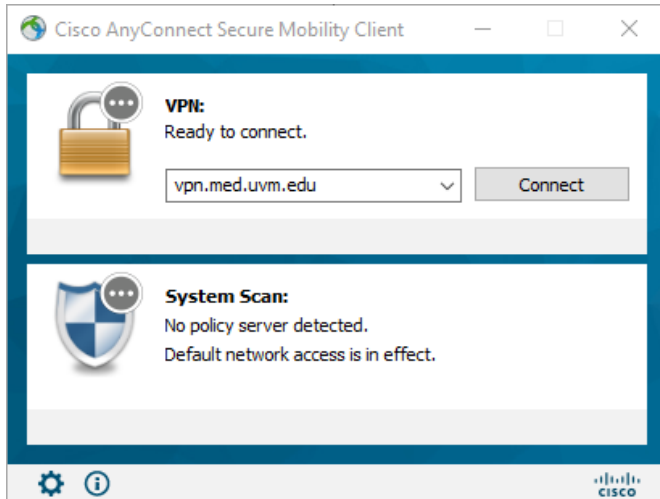 Cisco AnyConnect Secure Mobility Client
VPN:
Ready to connect.
vpn.med.uvm.edu
Connect
System Scan:
No policy server detected.
Default network access is in effect.
CISCO